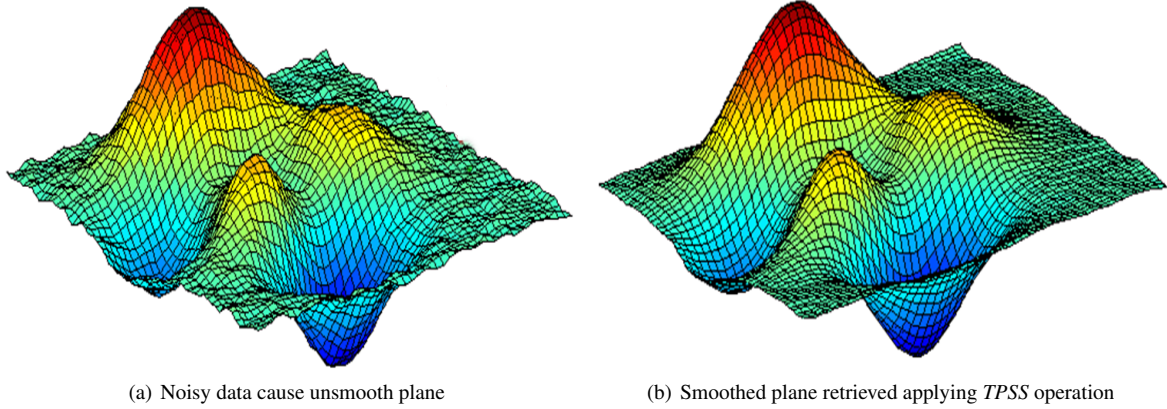 (a) Noisy data cause unsmooth plane
(b) Smoothed plane retrieved applying TPSS operation